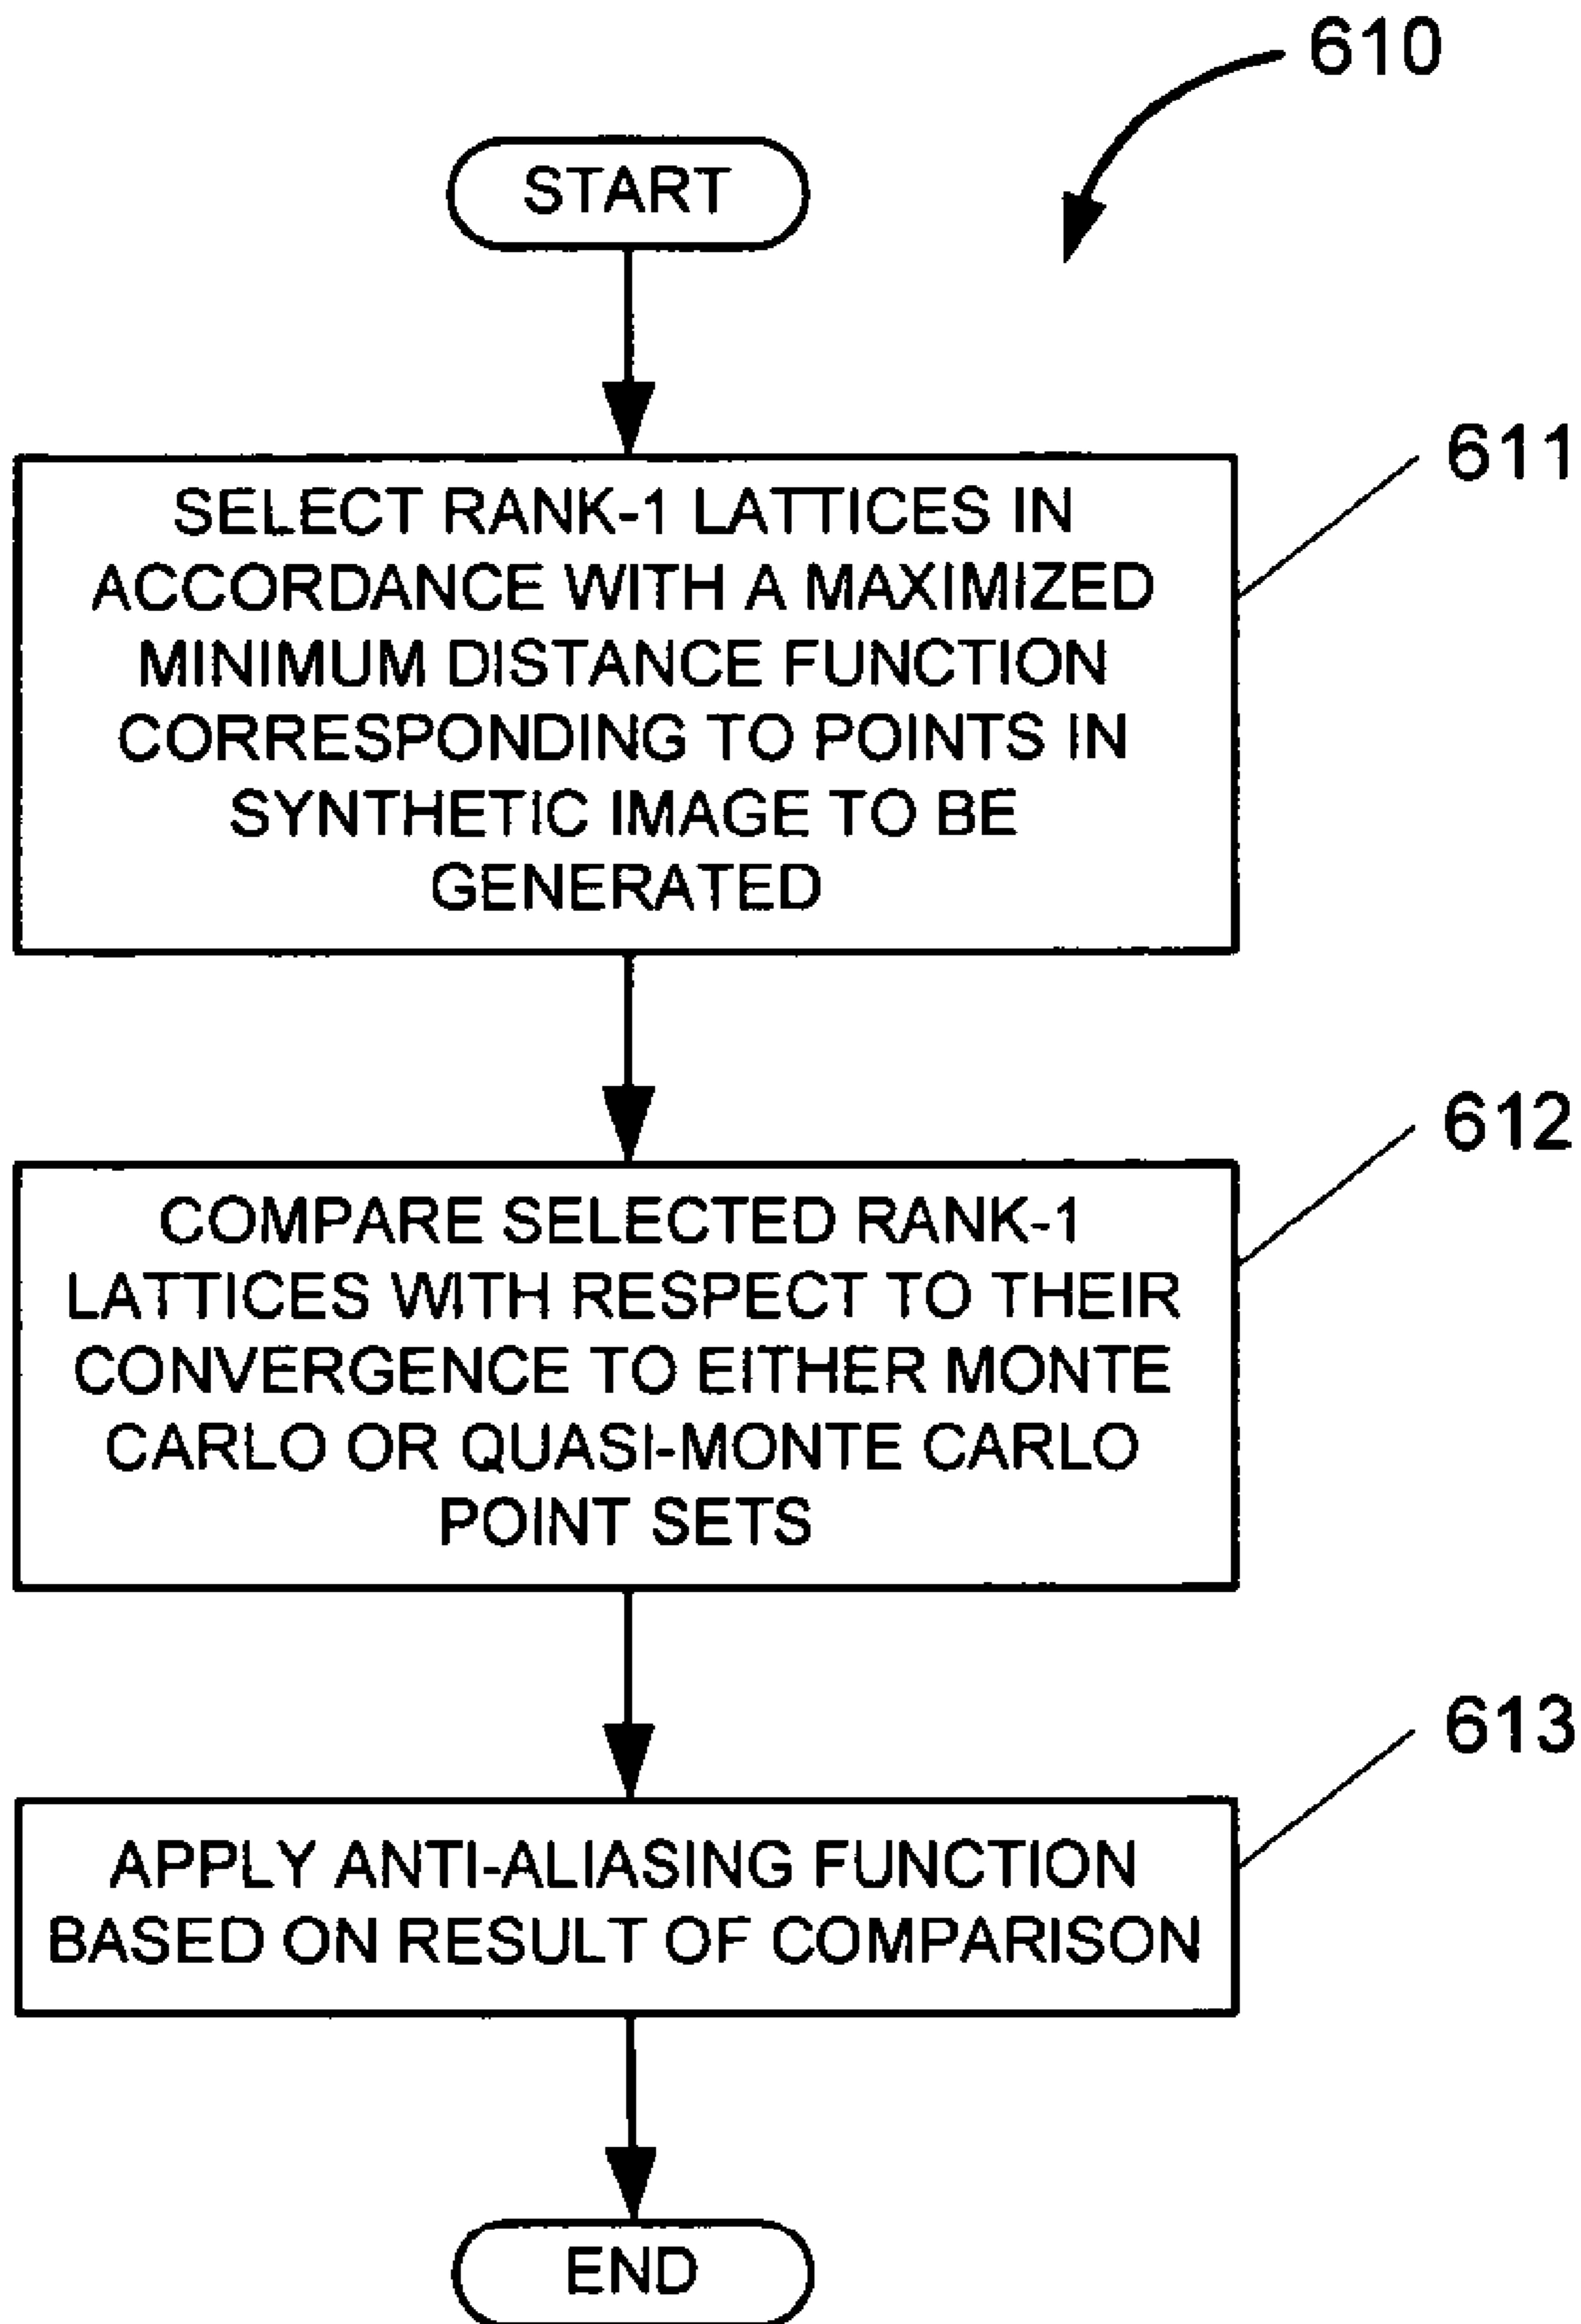 610
START
611
SELECT RANK-1 LATTICES IN
ACCORDANCE WITH A MAXIMIZED
MINIMUM DISTANCE FUNCTION
CORRESPONDING TO POINTS IN
SYNTHETIC IMAGE TO BE
GENERATED
612
COMPARE SELECTED RANK-1
LATTICES WITH RESPECT TO THEIR
CONVERGENCE TO EITHER MONTE
CARLO OR QUASI-MONTE CARLO
POINT SETS
613
APPLY ANTI-ALIASING FUNCTION
BASED ON RESULT OF COMPARISON
END